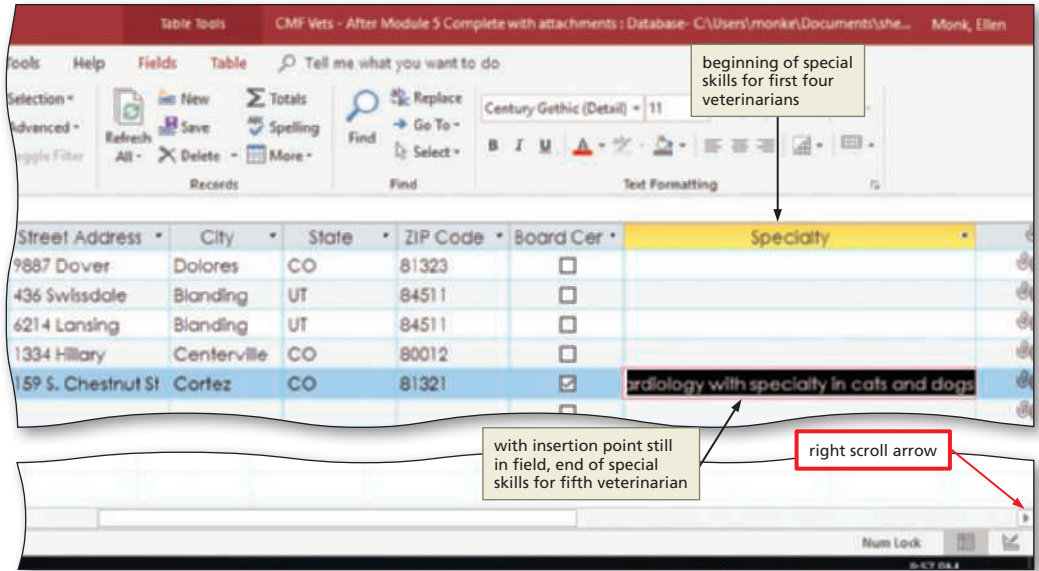 Table Tools CMF Vets - After Module 5 Complete with attachments : Database- C:\Users\monke\Documents\she... Monk, Ellen
Tools Help Fields Table Tell me what you want to do
beginning of special
skills for first four
veterinarians
Selection New Totals Replace Century Gothic (Detail) 11
Advanced Refresh Save Spelling Find Go To B I U A
Toggle Filter All Delete More Select
Records Find Text Formatting
Street Address City State ZIP Code Board Cer Specialty
9887 Dover Dolores CO 81323
436 Swissdale Blanding UT 84511
6214 Lansing Blanding UT 84511
1334 Hillary Centerville CO 80012
159 S. Chestnut St Cortez CO 81321 ardiology with specialty in cats and dogs
with insertion point still
in field, end of special
skills for fifth veterinarian
right scroll arrow
Num Lock